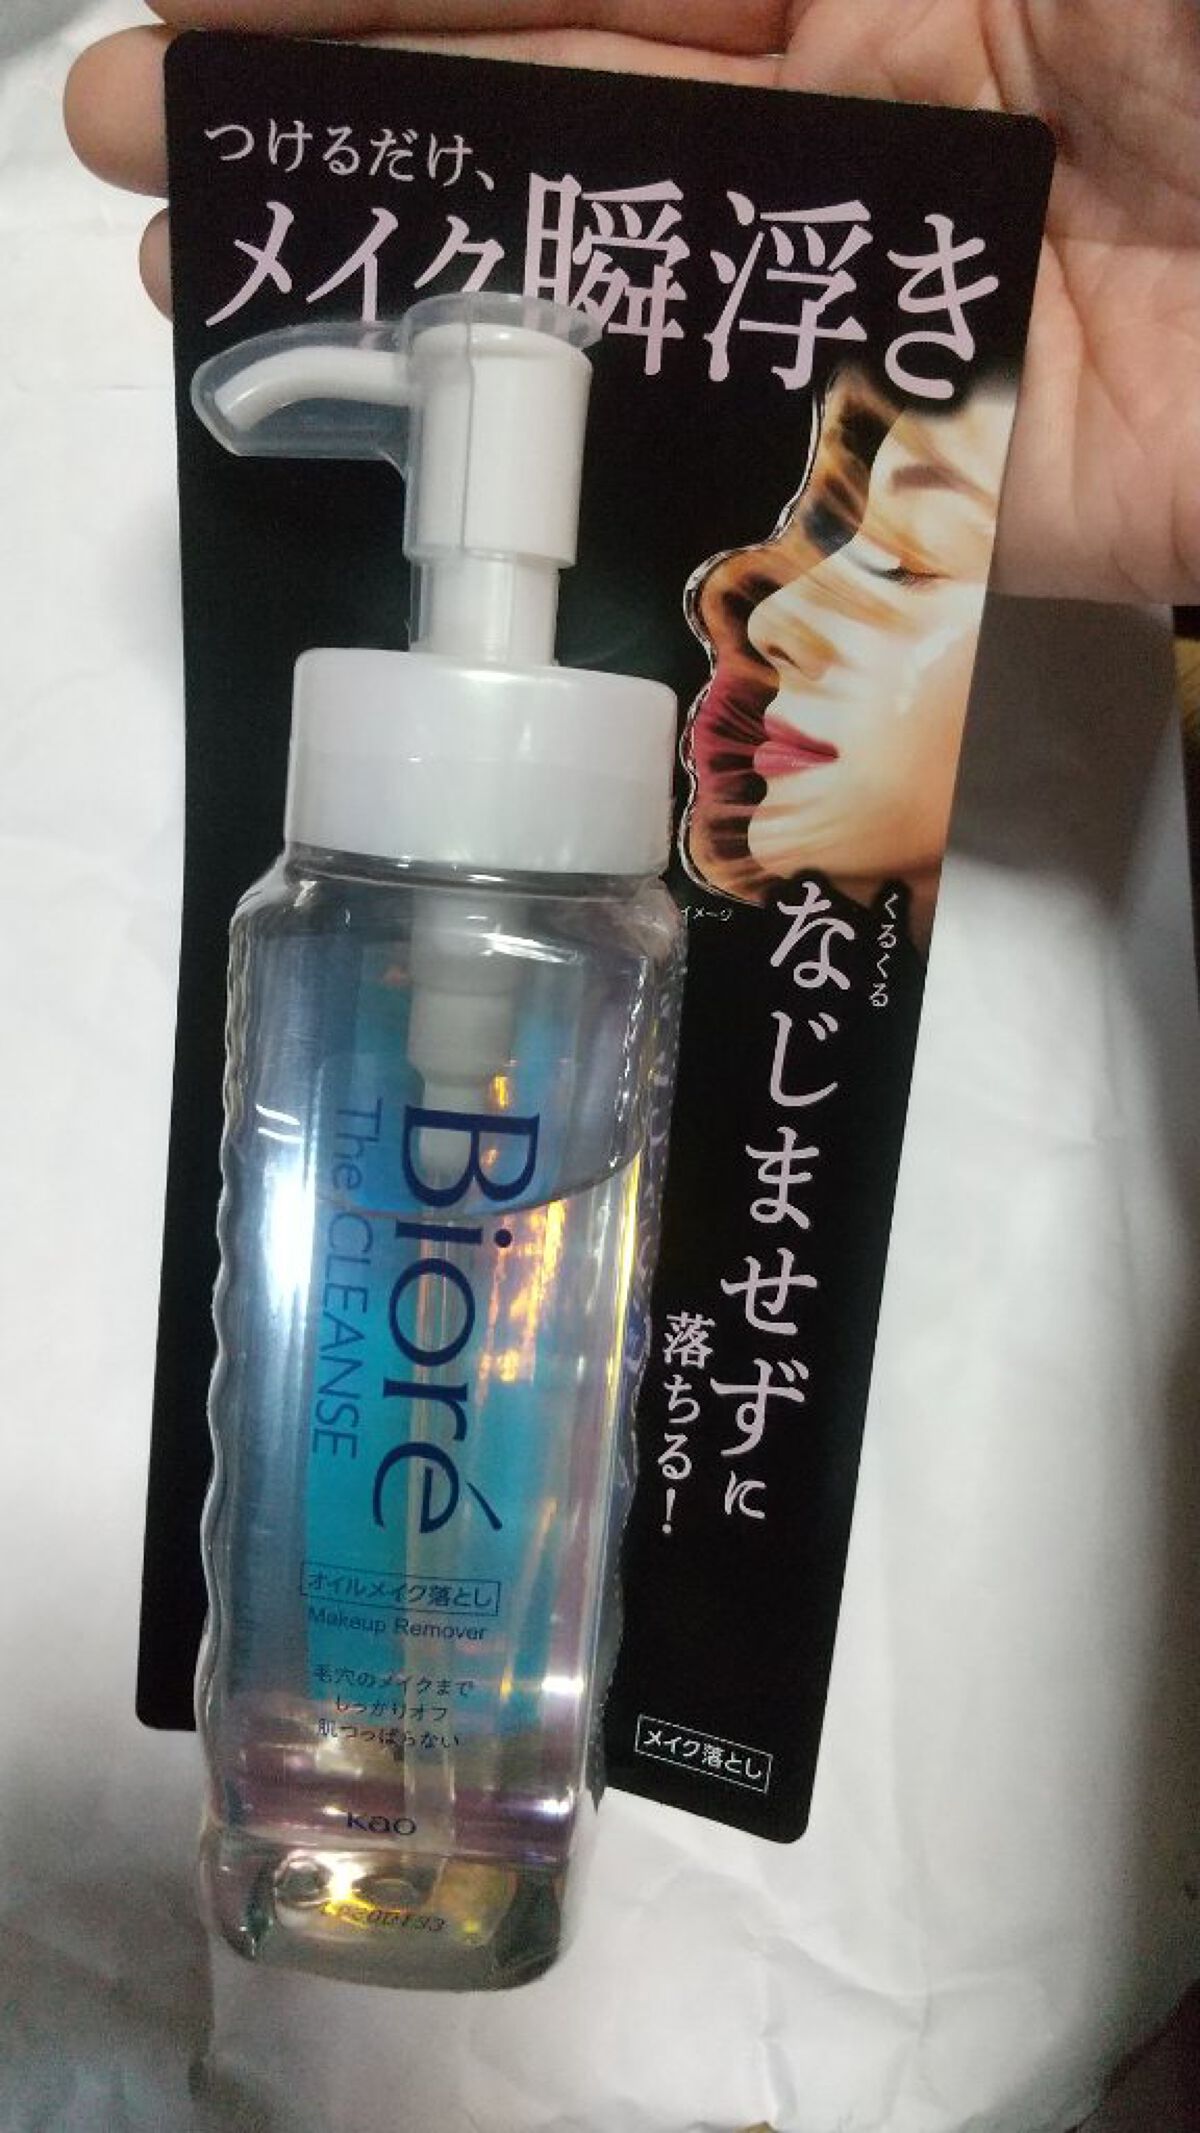 つけるだけ、
メイク瞬浮き
イメージ
くるくる
なじませずに
落ちる!
Bioré
The CLEANSE
オイルメイク落とし
Makeup Remover
毛穴のメイクまで
しっかりオフ
肌つっぱらない
Kao
メイク落とし